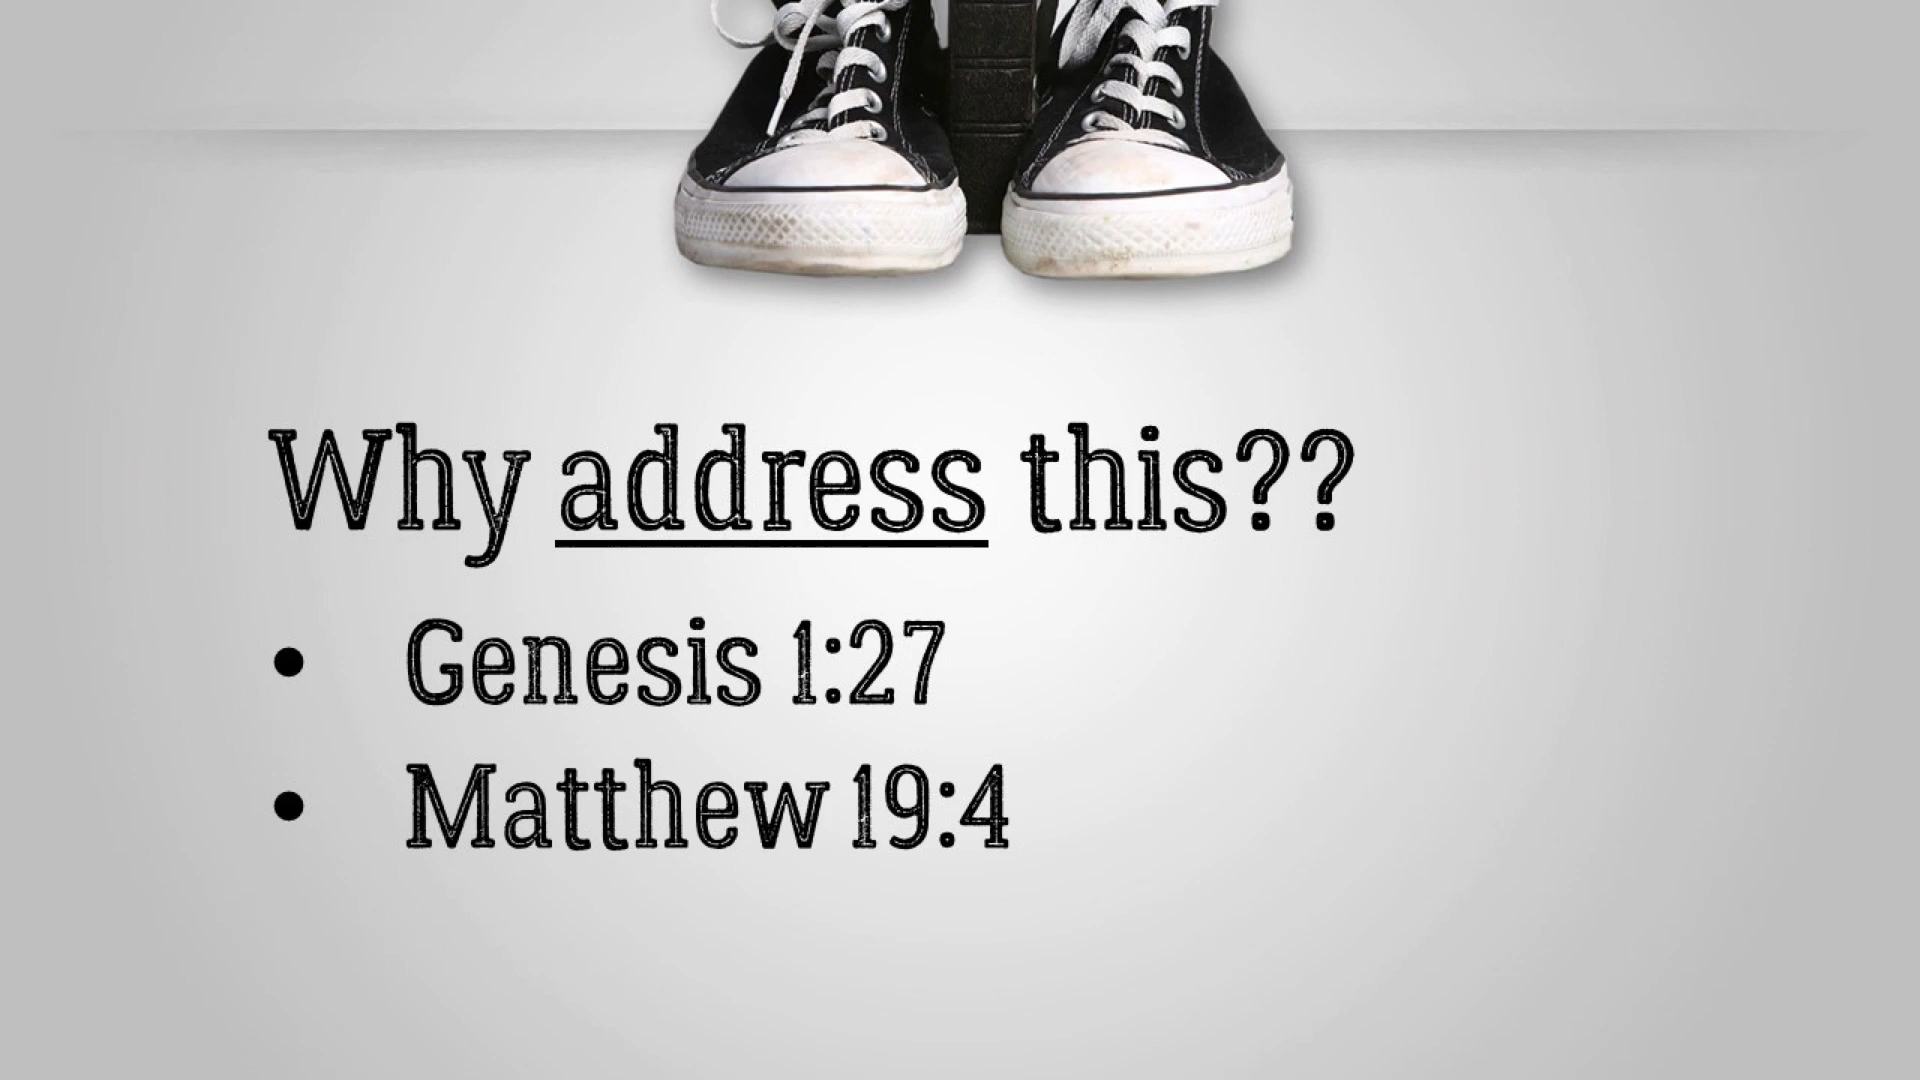 Why address this??
• Genesis 1:27
• Matthew 19:4